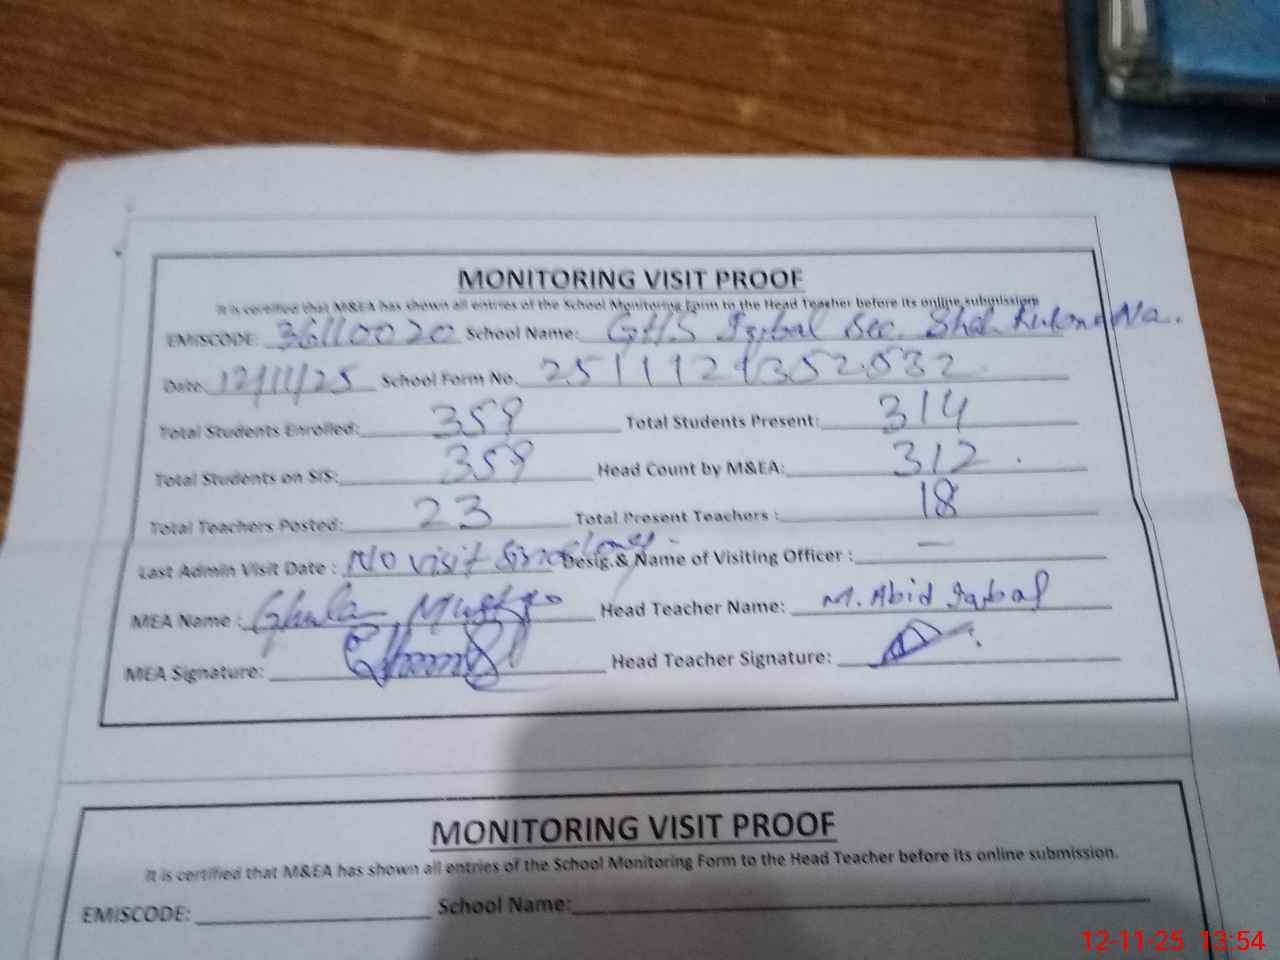 MONITORING VISIT PROOF
It is certified that M&EA has shown all entries of the School Monitoring Form to the Head Teacher before its online submission.
EMISCODE: 36110020 School Name: GHS Iqbal Sec.
Date 12/11/25 School Form No.
Total Students Enrolled: 359 Total Students Present: 314
Total Students on SIS: 359 Head Count by M&EA: 312
Total Teachers Posted: 23 Total Present Teachers : 18
Last Admin Visit Date : No visit Desig.& Name of Visiting Officer : —
MEA Name : Head Teacher Name: M. Abid Iqbal
MEA Signature: Head Teacher Signature:
MONITORING VISIT PROOF
It is certified that M&EA has shown all entries of the School Monitoring Form to the Head Teacher before its online submission.
EMISCODE: School Name:
12-11-25 13:54